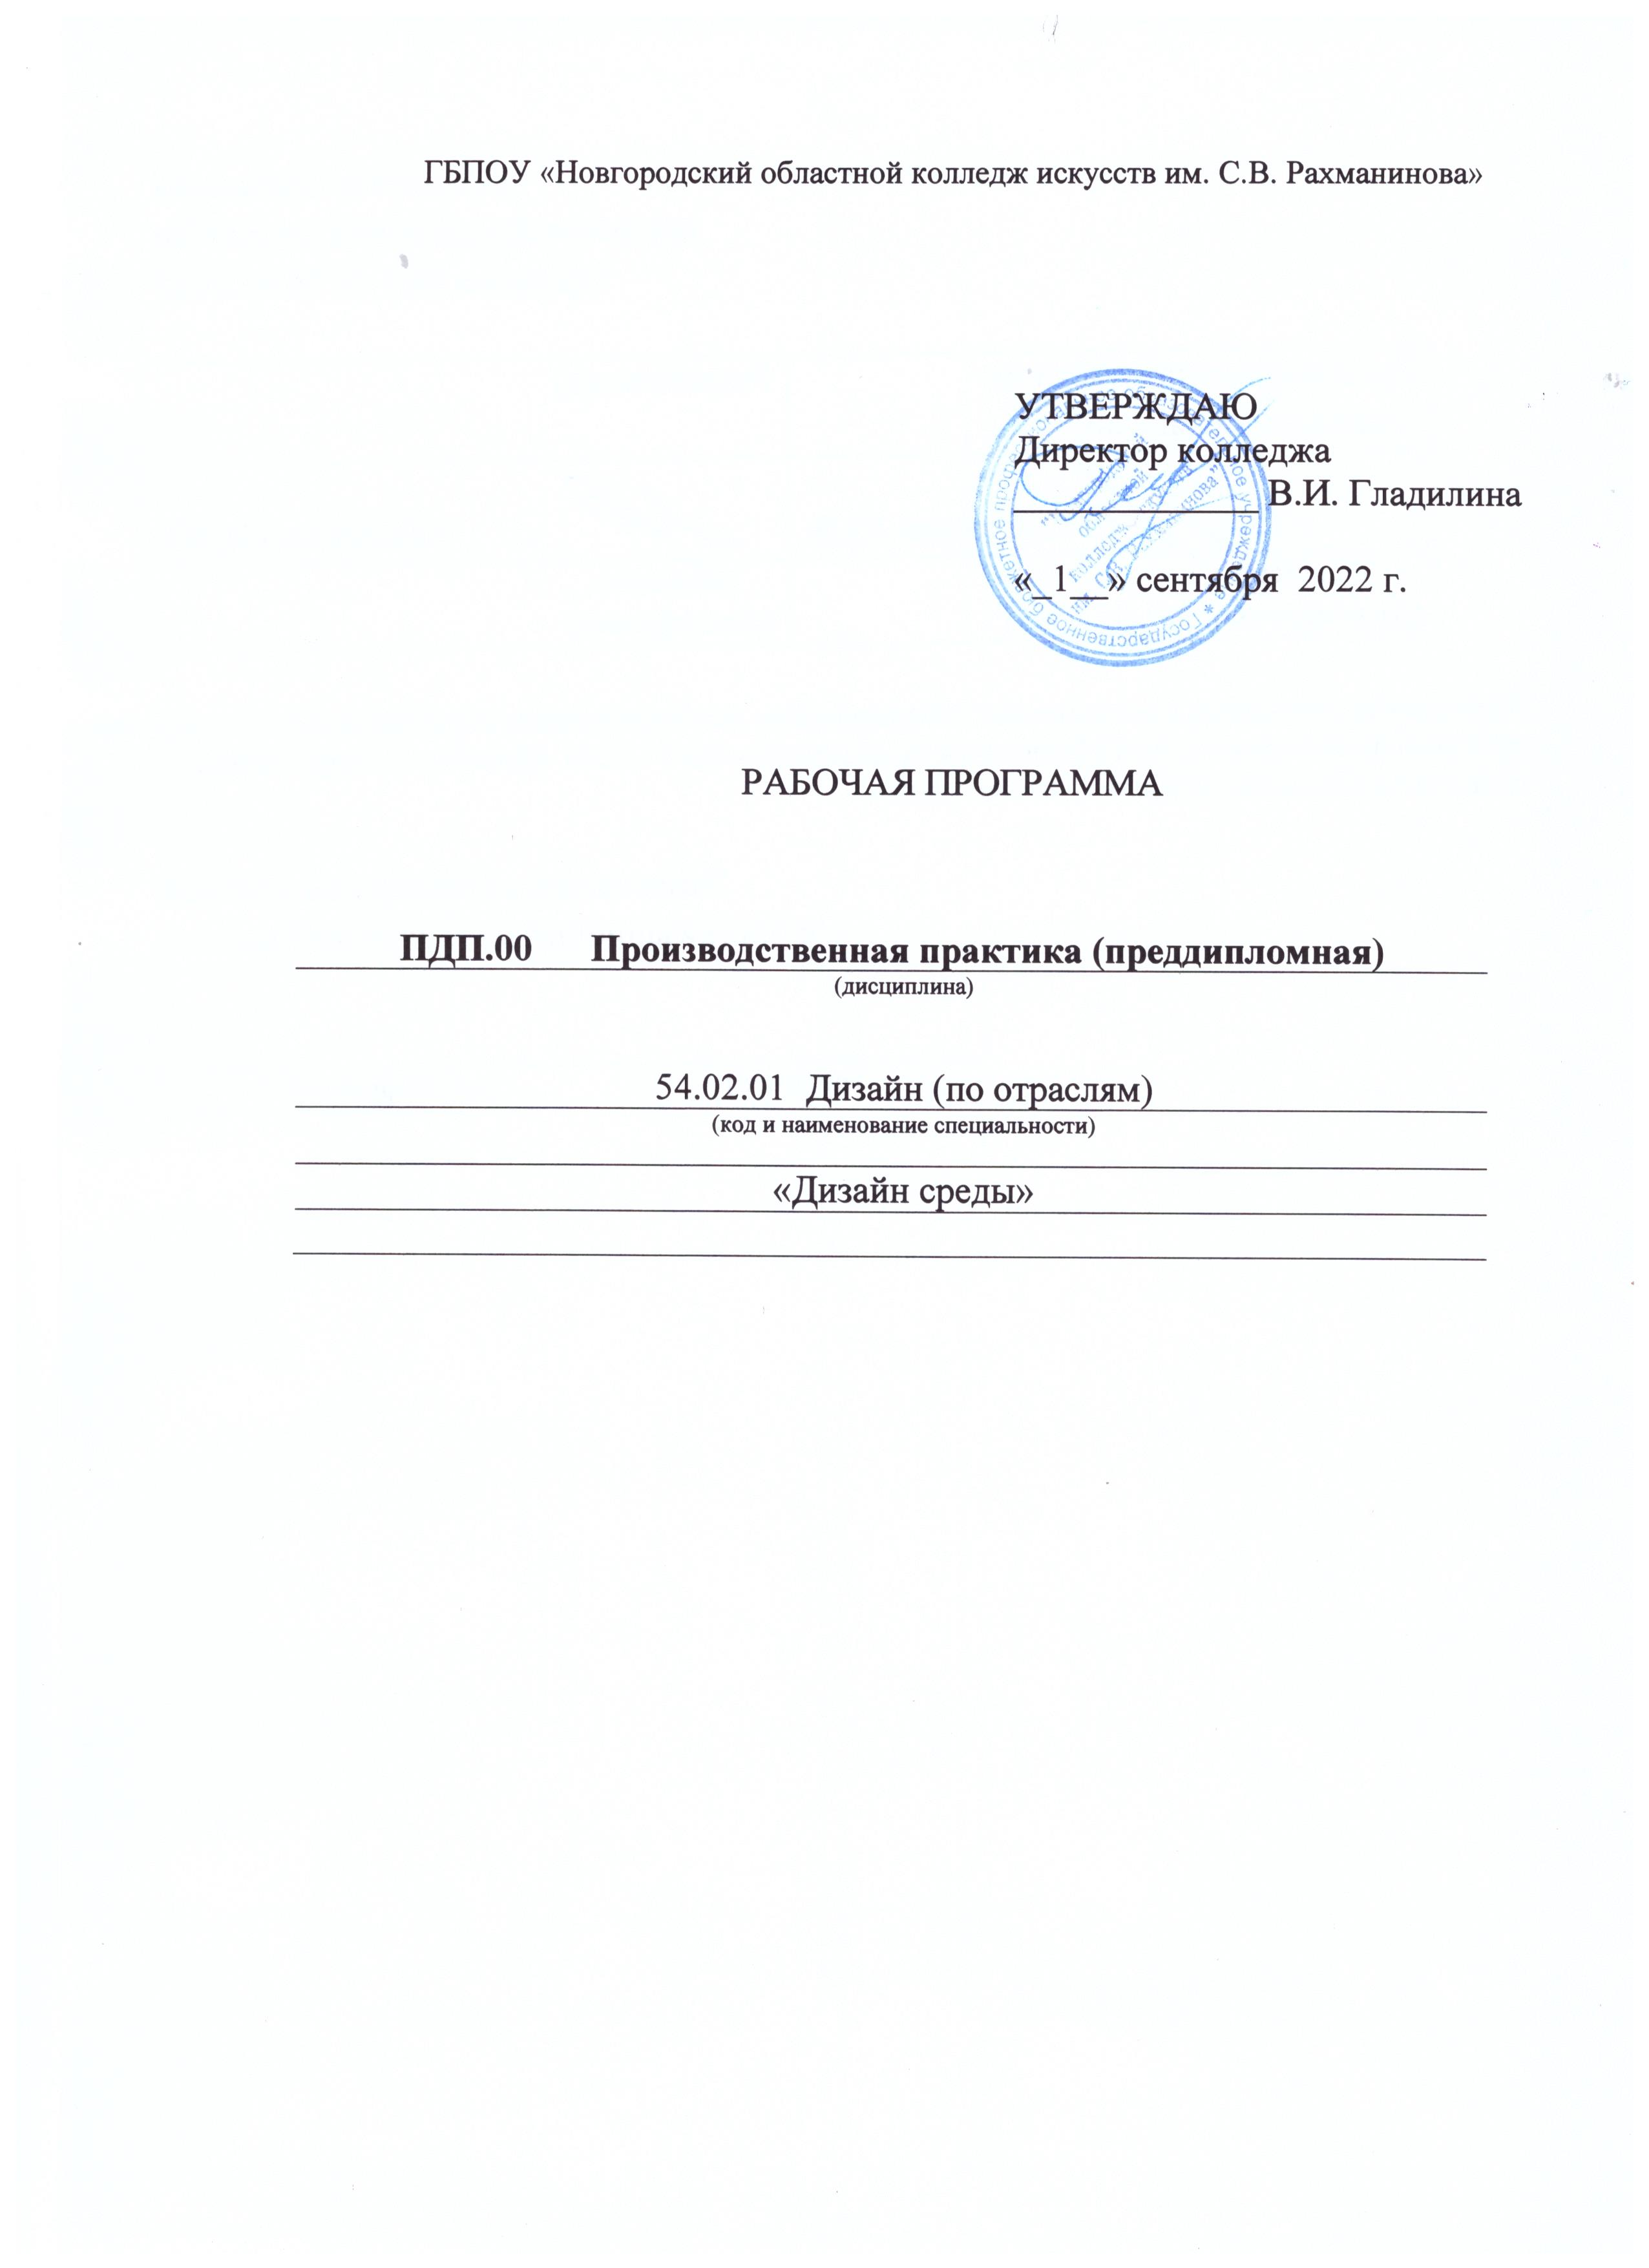 ГБПОУ «Новгородский областной колледж искусств им. С.В. Рахманинова»
УТВЕРЖДАЮ
Директор колледжа
______________ В.И. Гладилина
«_1__» сентября 2022 г.
РАБОЧАЯ ПРОГРАММА
ПДП.00 Производственная практика (преддипломная)
(дисциплина)
54.02.01 Дизайн (по отраслям)
(код и наименование специальности)
«Дизайн среды»